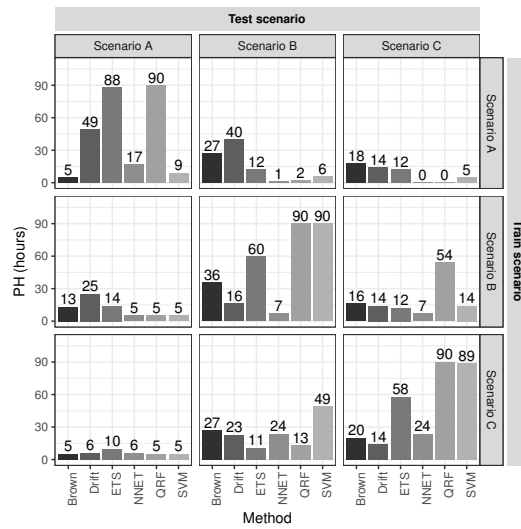 Test scenario
Scenario A Scenario B Scenario C
90
60
30
0
5 49 88 17 90 9
27 40 12 1 2 6
18 14 12 0 0 5
Scenario A
90
60
30
0
13 25 14 5 5 5
36 16 60 7 90 90
16 14 12 7 54 14
Scenario B
90
60
30
0
5 6 10 6 5 5
27 23 11 24 13 49
20 14 58 24 90 89
Scenario C
PH (hours)
Train scenario
Brown Drift ETS NNET QRF SVM Brown Drift ETS NNET QRF SVM Brown Drift ETS NNET QRF SVM
Method